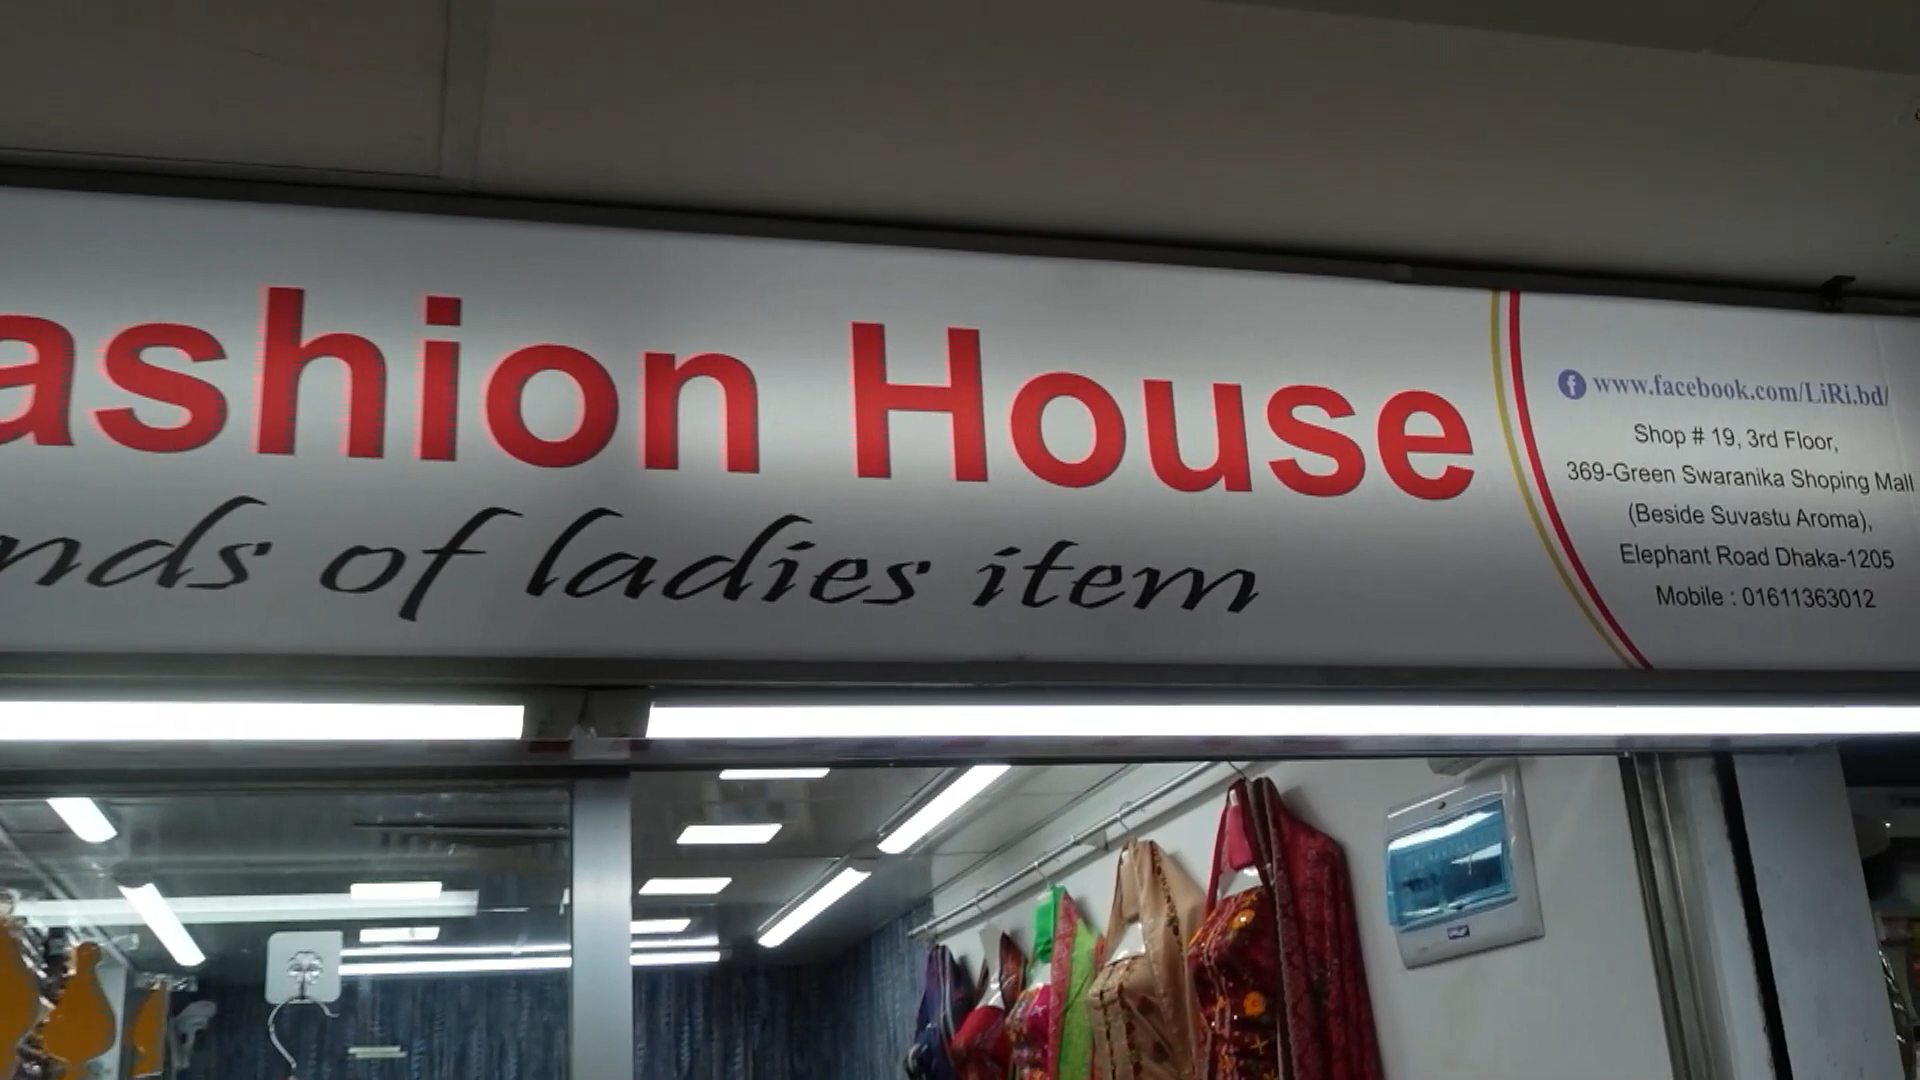 ashion House
nds of ladies item
www.facebook.com/LiRi.bd/
Shop # 19, 3rd Floor,
369-Green Swaranika Shoping Mall
(Beside Suvastu Aroma),
Elephant Road Dhaka-1205
Mobile : 01611363012